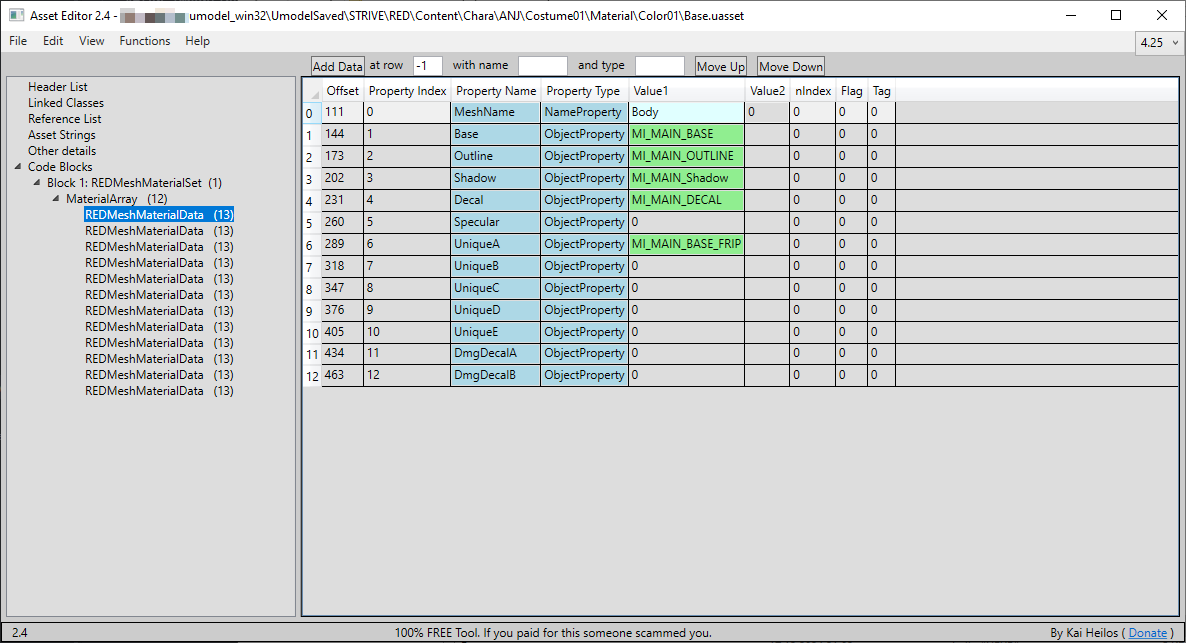 Asset Editor 2.4 - umodel_win32\UmodelSaved\STRIVE\RED\Content\Chara\ANJ\Costume01\Material\Color01\Base.uasset
File Edit View Functions Help
4.25
Add Data at row -1 with name and type Move Up Move Down
Header List
Linked Classes
Reference List
Asset Strings
Other details
Code Blocks
Block 1: REDMeshMaterialSet (1)
MaterialArray (12)
REDMeshMaterialData (13)
REDMeshMaterialData (13)
REDMeshMaterialData (13)
REDMeshMaterialData (13)
REDMeshMaterialData (13)
REDMeshMaterialData (13)
REDMeshMaterialData (13)
REDMeshMaterialData (13)
REDMeshMaterialData (13)
REDMeshMaterialData (13)
REDMeshMaterialData (13)
REDMeshMaterialData (13)
Offset Property Index Property Name Property Type Value1 Value2 nIndex Flag Tag
0 111 0 MeshName NameProperty Body 0 0 0 0
1 144 1 Base ObjectProperty MI_MAIN_BASE 0 0 0
2 173 2 Outline ObjectProperty MI_MAIN_OUTLINE 0 0 0
3 202 3 Shadow ObjectProperty MI_MAIN_Shadow 0 0 0
4 231 4 Decal ObjectProperty MI_MAIN_DECAL 0 0 0
5 260 5 Specular ObjectProperty 0 0 0 0
6 289 6 UniqueA ObjectProperty MI_MAIN_BASE_FRIP 0 0 0
7 318 7 UniqueB ObjectProperty 0 0 0 0
8 347 8 UniqueC ObjectProperty 0 0 0 0
9 376 9 UniqueD ObjectProperty 0 0 0 0
10 405 10 UniqueE ObjectProperty 0 0 0 0
11 434 11 DmgDecalA ObjectProperty 0 0 0 0
12 463 12 DmgDecalB ObjectProperty 0 0 0 0
2.4 100% FREE Tool. If you paid for this someone scammed you. By Kai Heilos ( Donate )